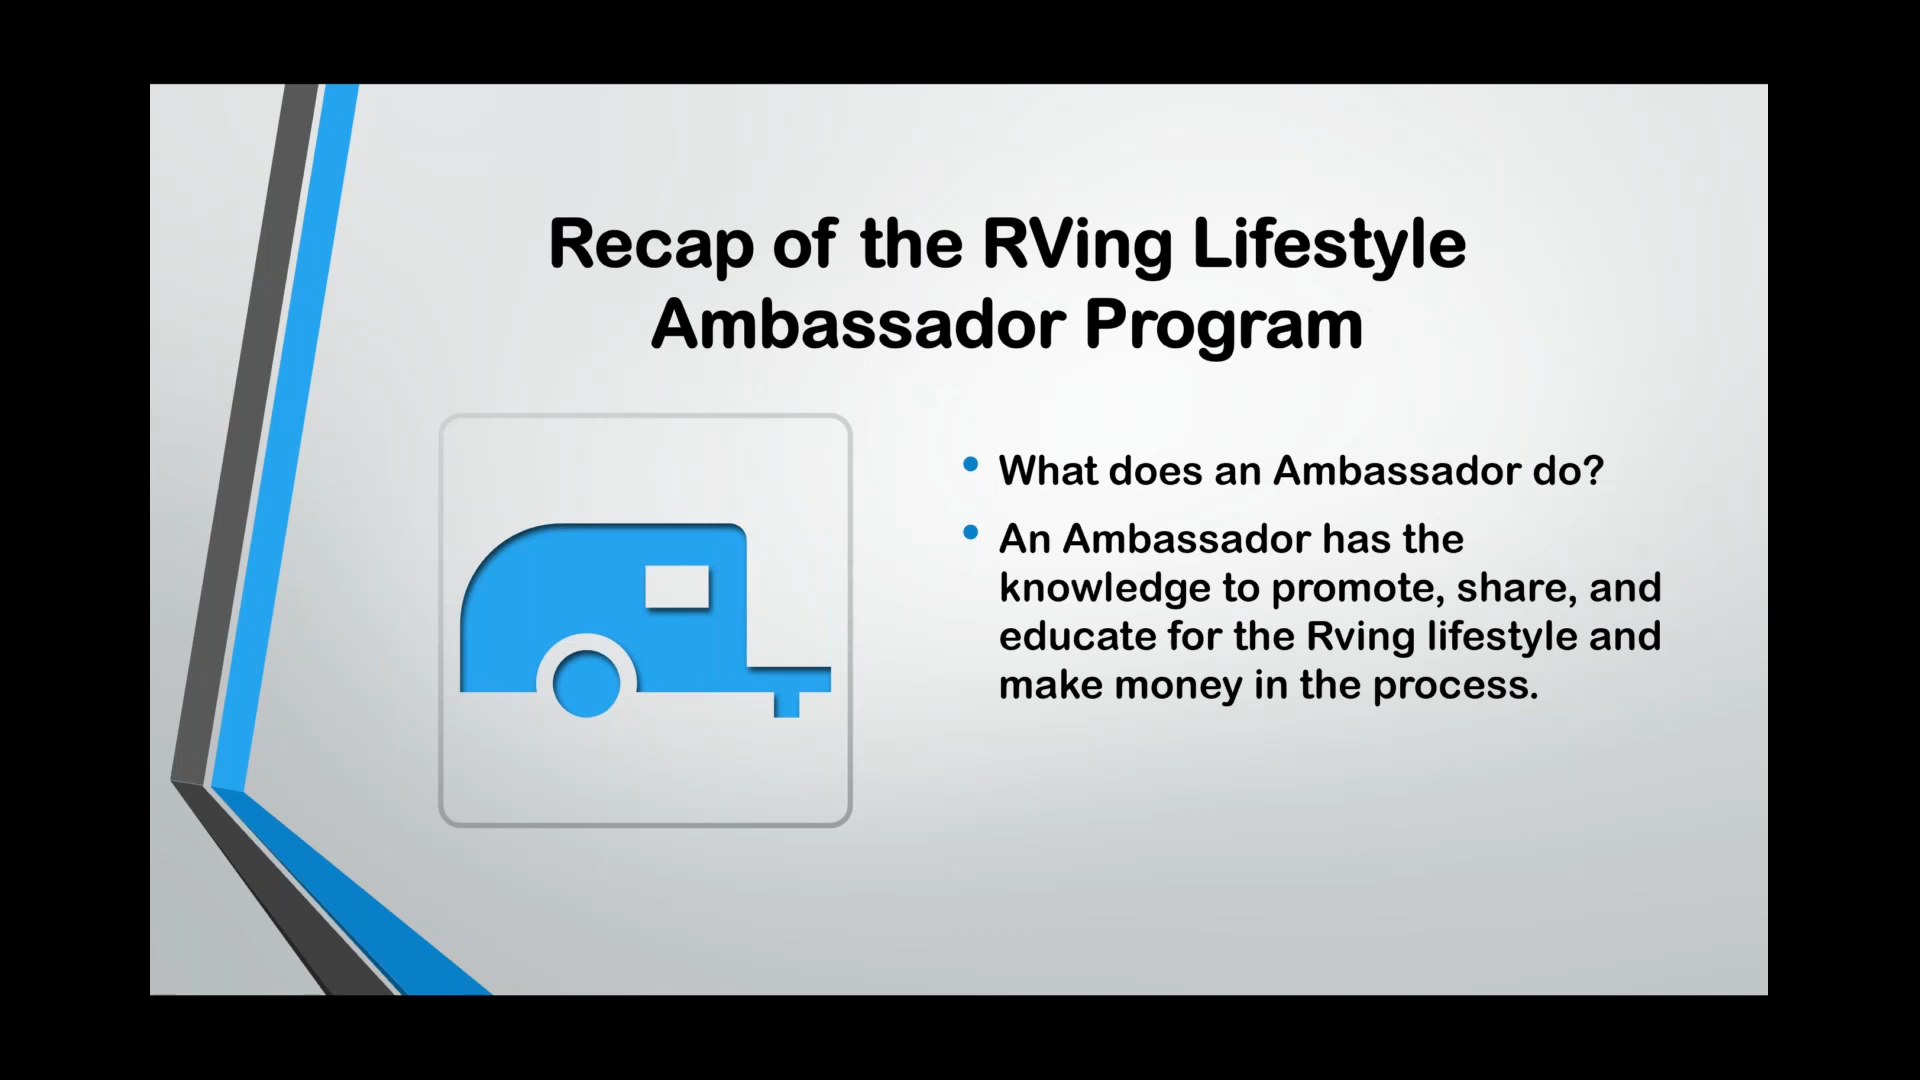 Recap of the RVing Lifestyle
Ambassador Program
• What does an Ambassador do?
• An Ambassador has the
knowledge to promote, share, and
educate for the Rving lifestyle and
make money in the process.